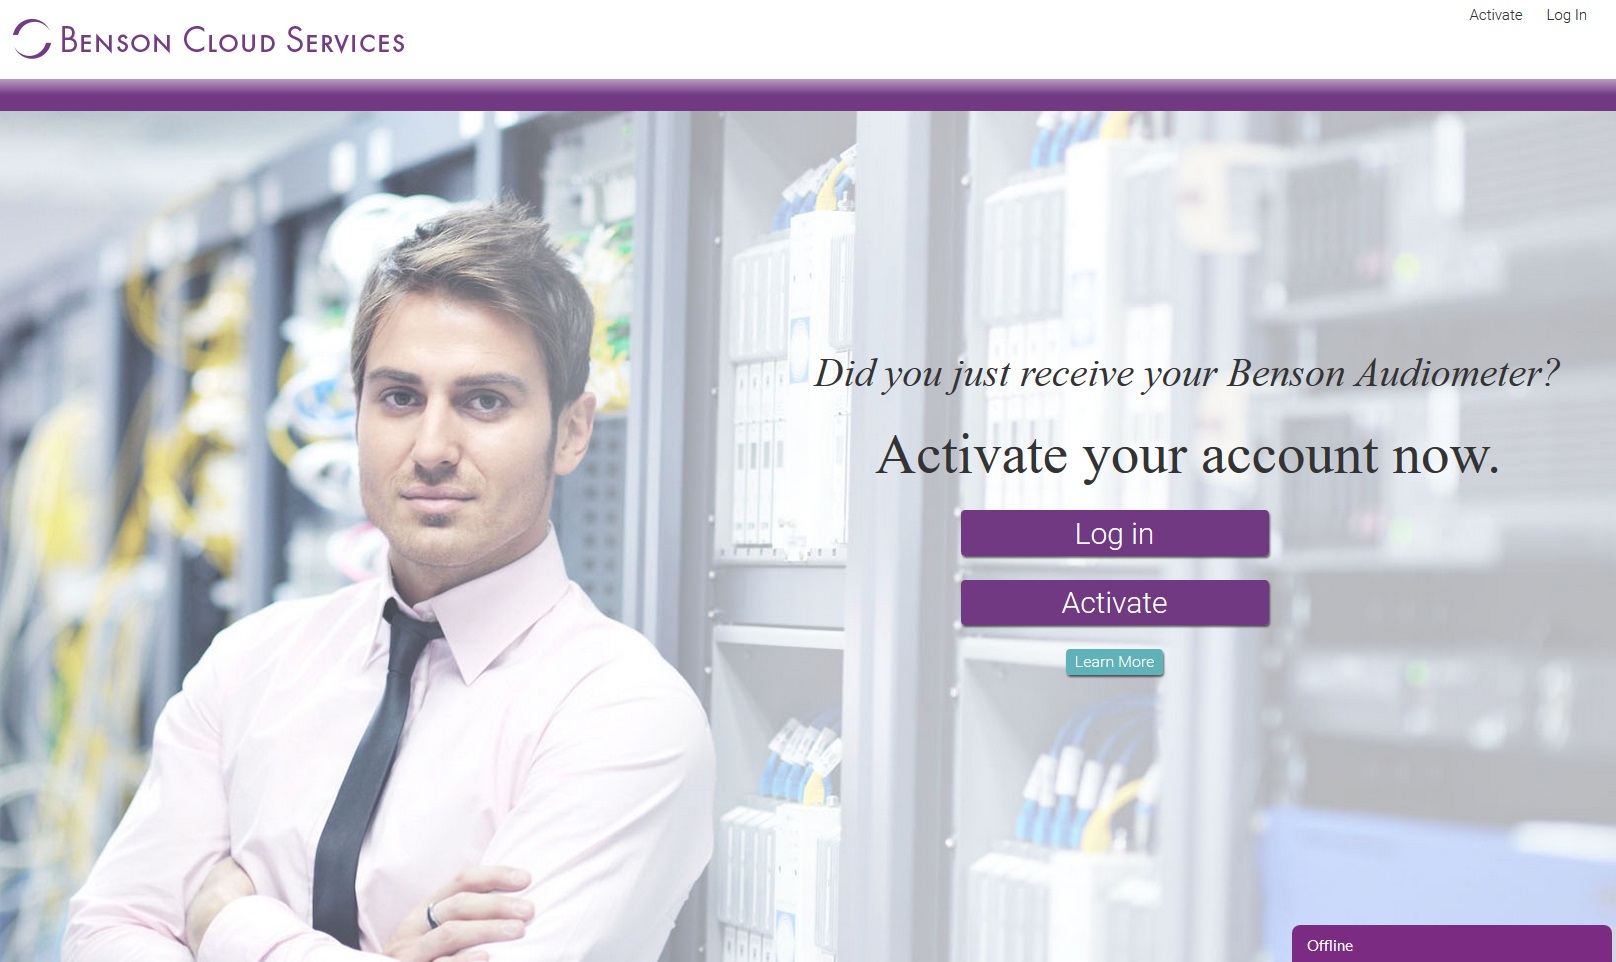 Activate Log In
BENSON CLOUD SERVICES
Did you just receive your Benson Audiometer?
Activate your account now.
Log in
Activate
Learn More
Offline